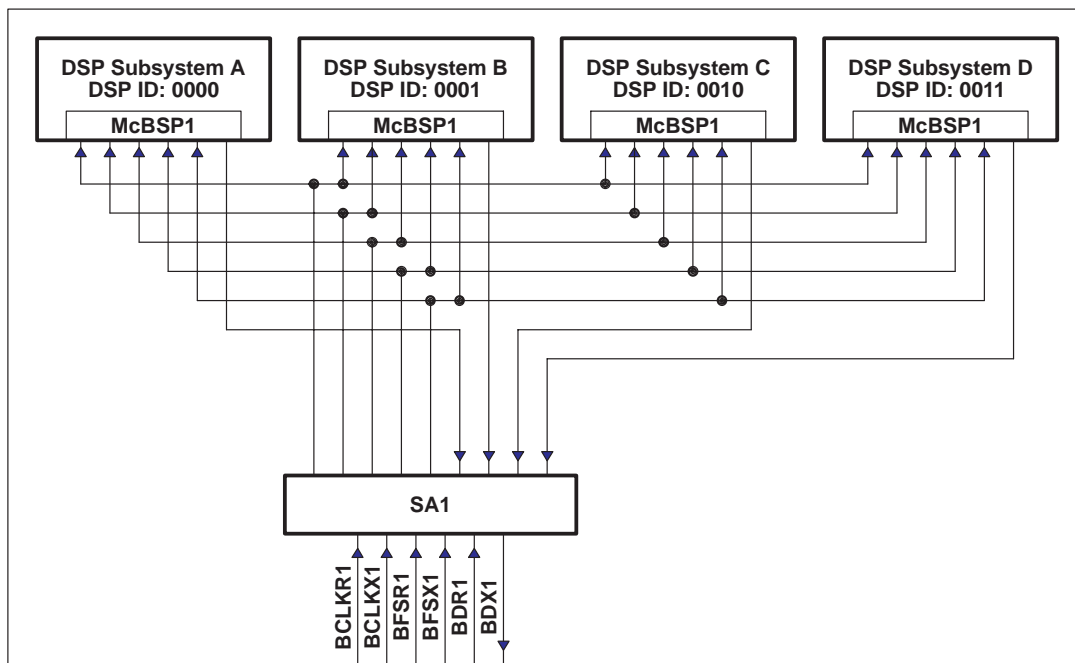 DSP Subsystem A
DSP ID: 0000
McBSP1
DSP Subsystem B
DSP ID: 0001
McBSP1
DSP Subsystem C
DSP ID: 0010
McBSP1
DSP Subsystem D
DSP ID: 0011
McBSP1
SA1
BCLKR1
BCLKX1
BFSR1
BFSX1
BDR1
BDX1